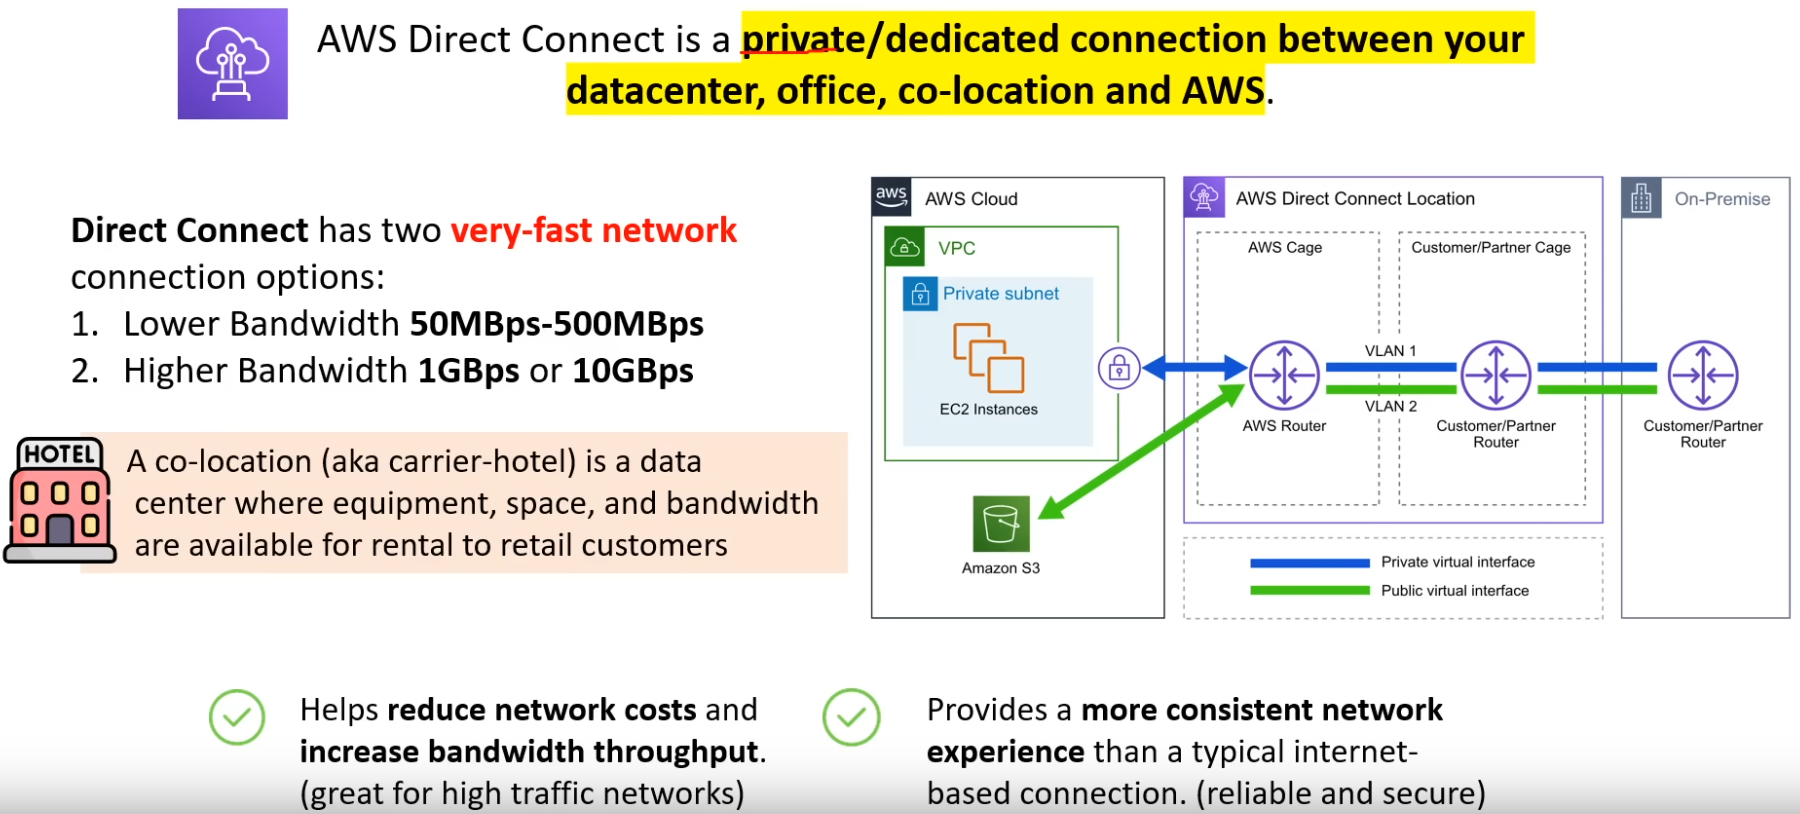 AWS Direct Connect is a private/dedicated connection between your
datacenter, office, co-location and AWS.
Direct Connect has two very-fast network
connection options:
1. Lower Bandwidth 50MBps-500MBps
2. Higher Bandwidth 1GBps or 10GBps
HOTEL
A co-location (aka carrier-hotel) is a data
center where equipment, space, and bandwidth
are available for rental to retail customers
aws
AWS Cloud
VPC
Private subnet
EC2 Instances
Amazon S3
AWS Direct Connect Location
AWS Cage
Customer/Partner Cage
VLAN 1
VLAN 2
AWS Router
Customer/Partner
Router
On-Premise
Customer/Partner
Router
Private virtual interface
Public virtual interface
Helps reduce network costs and
increase bandwidth throughput.
(great for high traffic networks)
Provides a more consistent network
experience than a typical internet-
based connection. (reliable and secure)